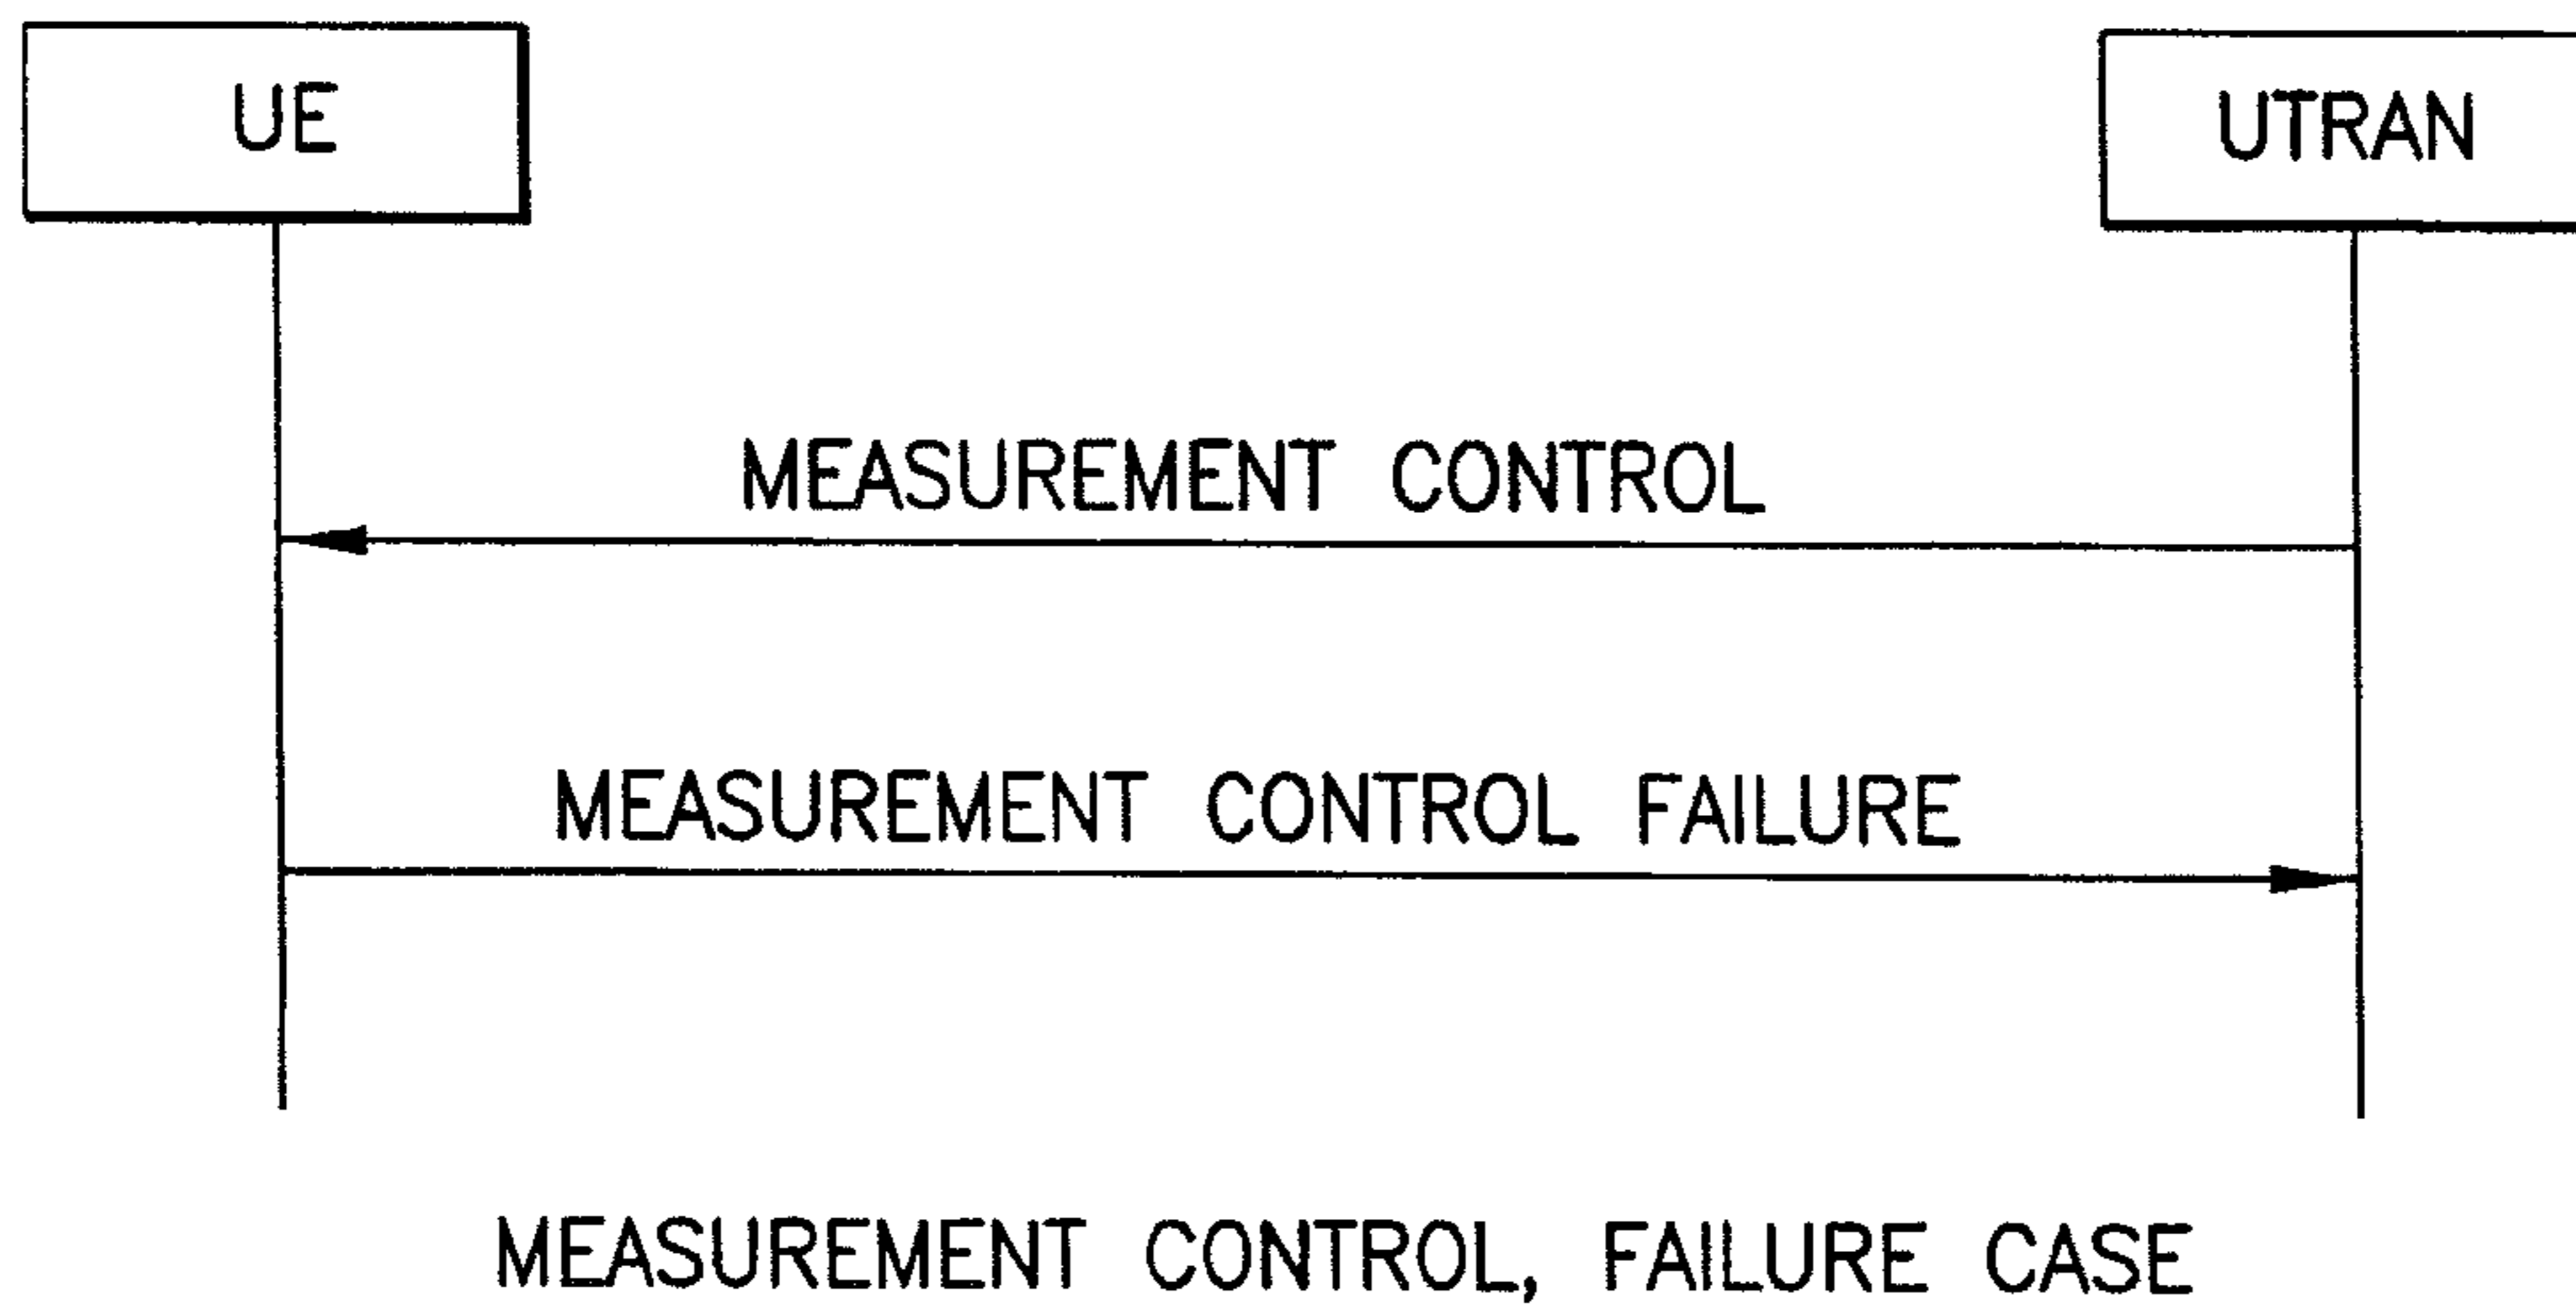 UE
UTRAN
MEASUREMENT CONTROL
MEASUREMENT CONTROL FAILURE
MEASUREMENT CONTROL, FAILURE CASE